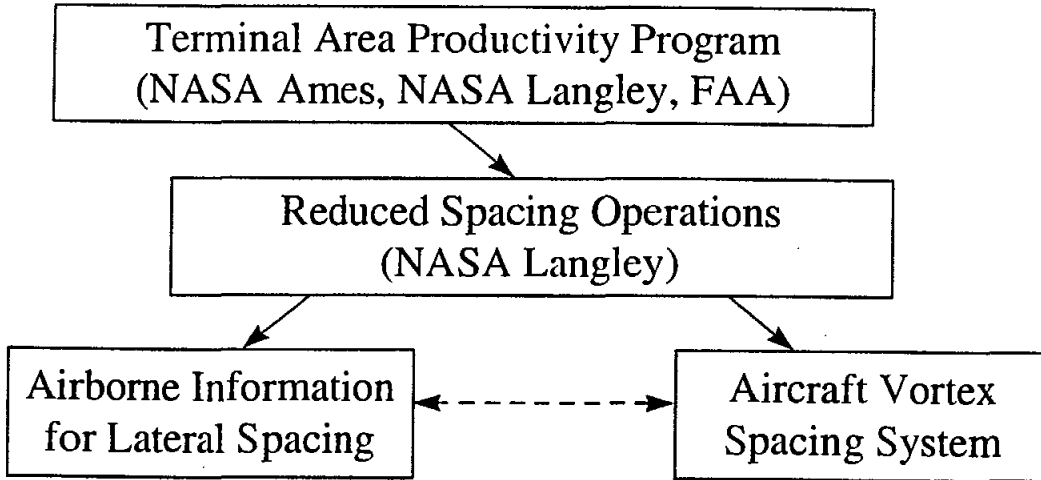 Terminal Area Productivity Program
(NASA Ames, NASA Langley, FAA)
Reduced Spacing Operations
(NASA Langley)
Airborne Information
for Lateral Spacing
Aircraft Vortex
Spacing System